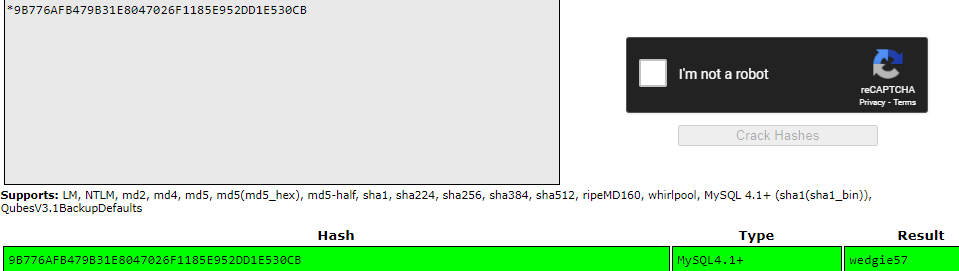 *9B776AFB479B31E8047026F1185E952DD1E530CB
I'm not a robot
reCAPTCHA
Privacy - Terms
Crack Hashes
Supports: LM, NTLM, md2, md4, md5, md5(md5_hex), md5-half, sha1, sha224, sha256, sha384, sha512, ripeMD160, whirlpool, MySQL 4.1+ (sha1(sha1_bin)),
QubesV3.1BackupDefaults
Hash Type Result
9B776AFB479B31E8047026F1185E952DD1E530CB MySQL4.1+ wedgie57